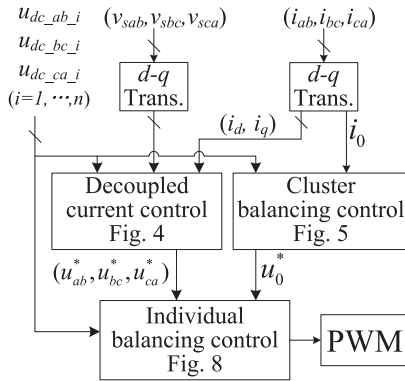 u_dc_ab_i
u_dc_bc_i
u_dc_ca_i
(i=1, ⋯,n)
(v_sab,v_sbc,v_sca)
(i_ab,i_bc,i_ca)
d-q
Trans.
d-q
Trans.
(i_d, i_q)
i_0
Decoupled
current control
Fig. 4
Cluster
balancing control
Fig. 5
(u*_ab,u*_bc,u*_ca)
u*_0
Individual
balancing control
Fig. 8
PWM